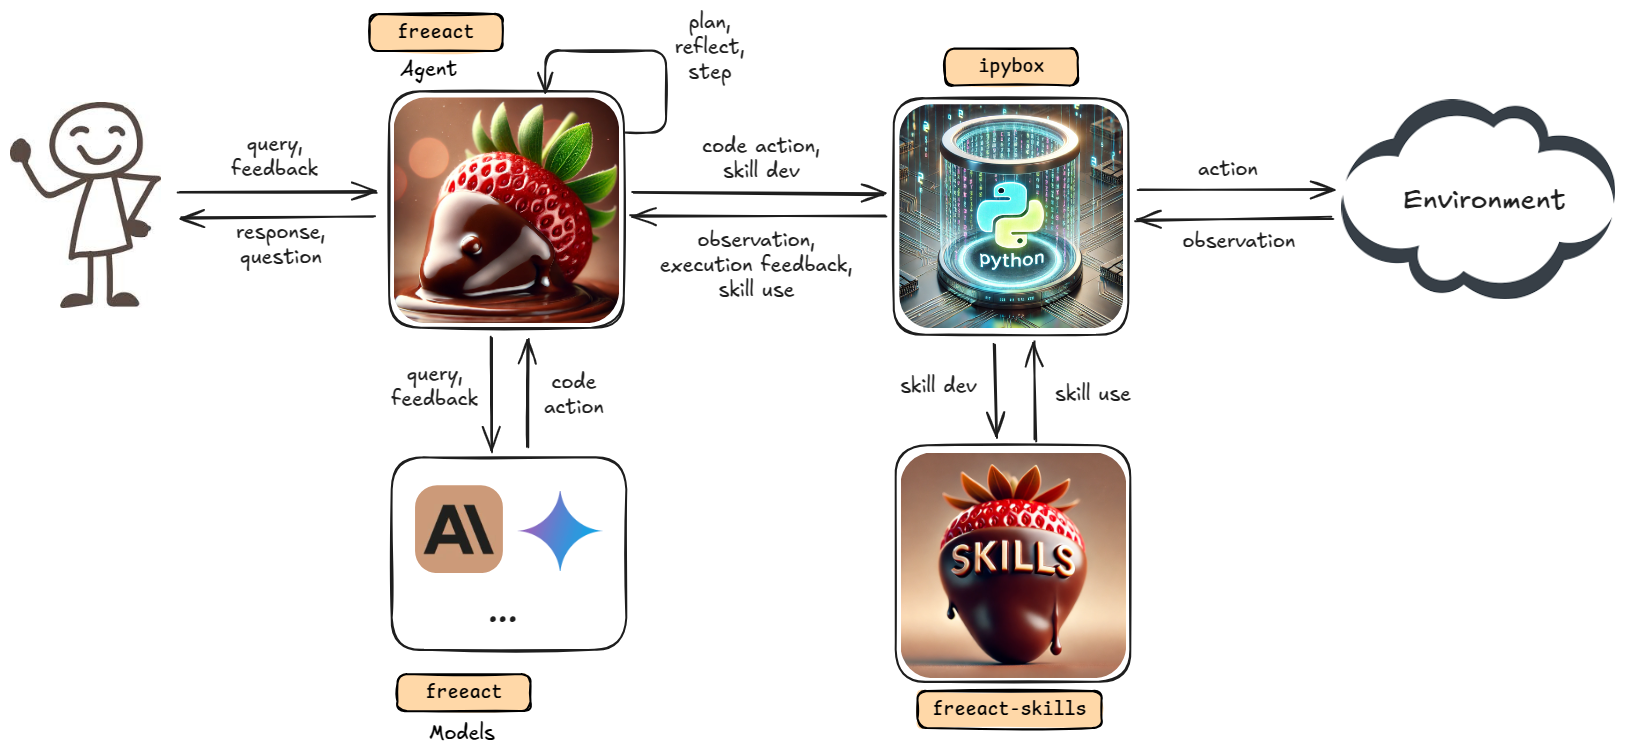 freeact
Agent
plan,
reflect,
step
ipybox
query,
feedback
response,
question
code action,
skill dev
observation,
execution feedback,
skill use
python
action
observation
Environment
query,
feedback
code
action
skill dev
skill use
AI
...
SKILLS
freeact
Models
freeact-skills